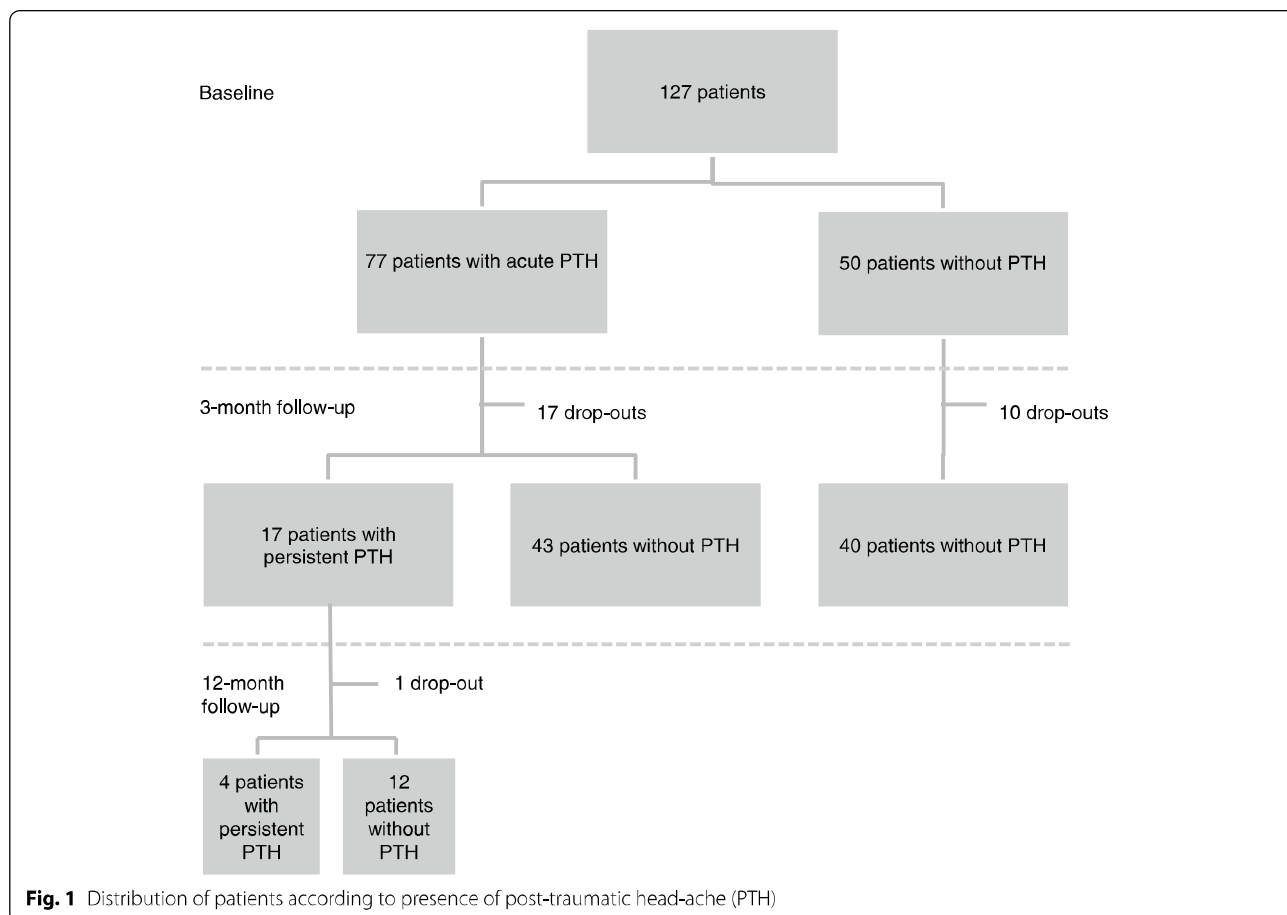 Baseline
127 patients
77 patients with acute PTH
50 patients without PTH
3-month follow-up
17 drop-outs
10 drop-outs
17 patients with
persistent PTH
43 patients without PTH
40 patients without PTH
12-month
follow-up
1 drop-out
4 patients
with
persistent
PTH
12
patients
without
PTH
Fig. 1 Distribution of patients according to presence of post-traumatic head-ache (PTH)